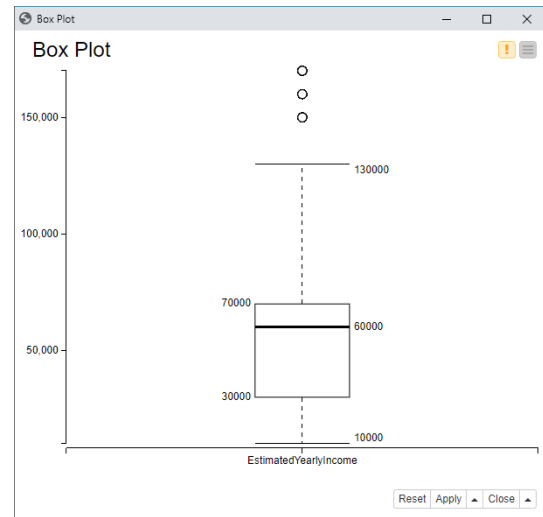 Box Plot
Box Plot
!
150,000
130000
100,000
70000
60000
50,000
30000
10000
EstimatedYearlyIncome
Reset Apply Close